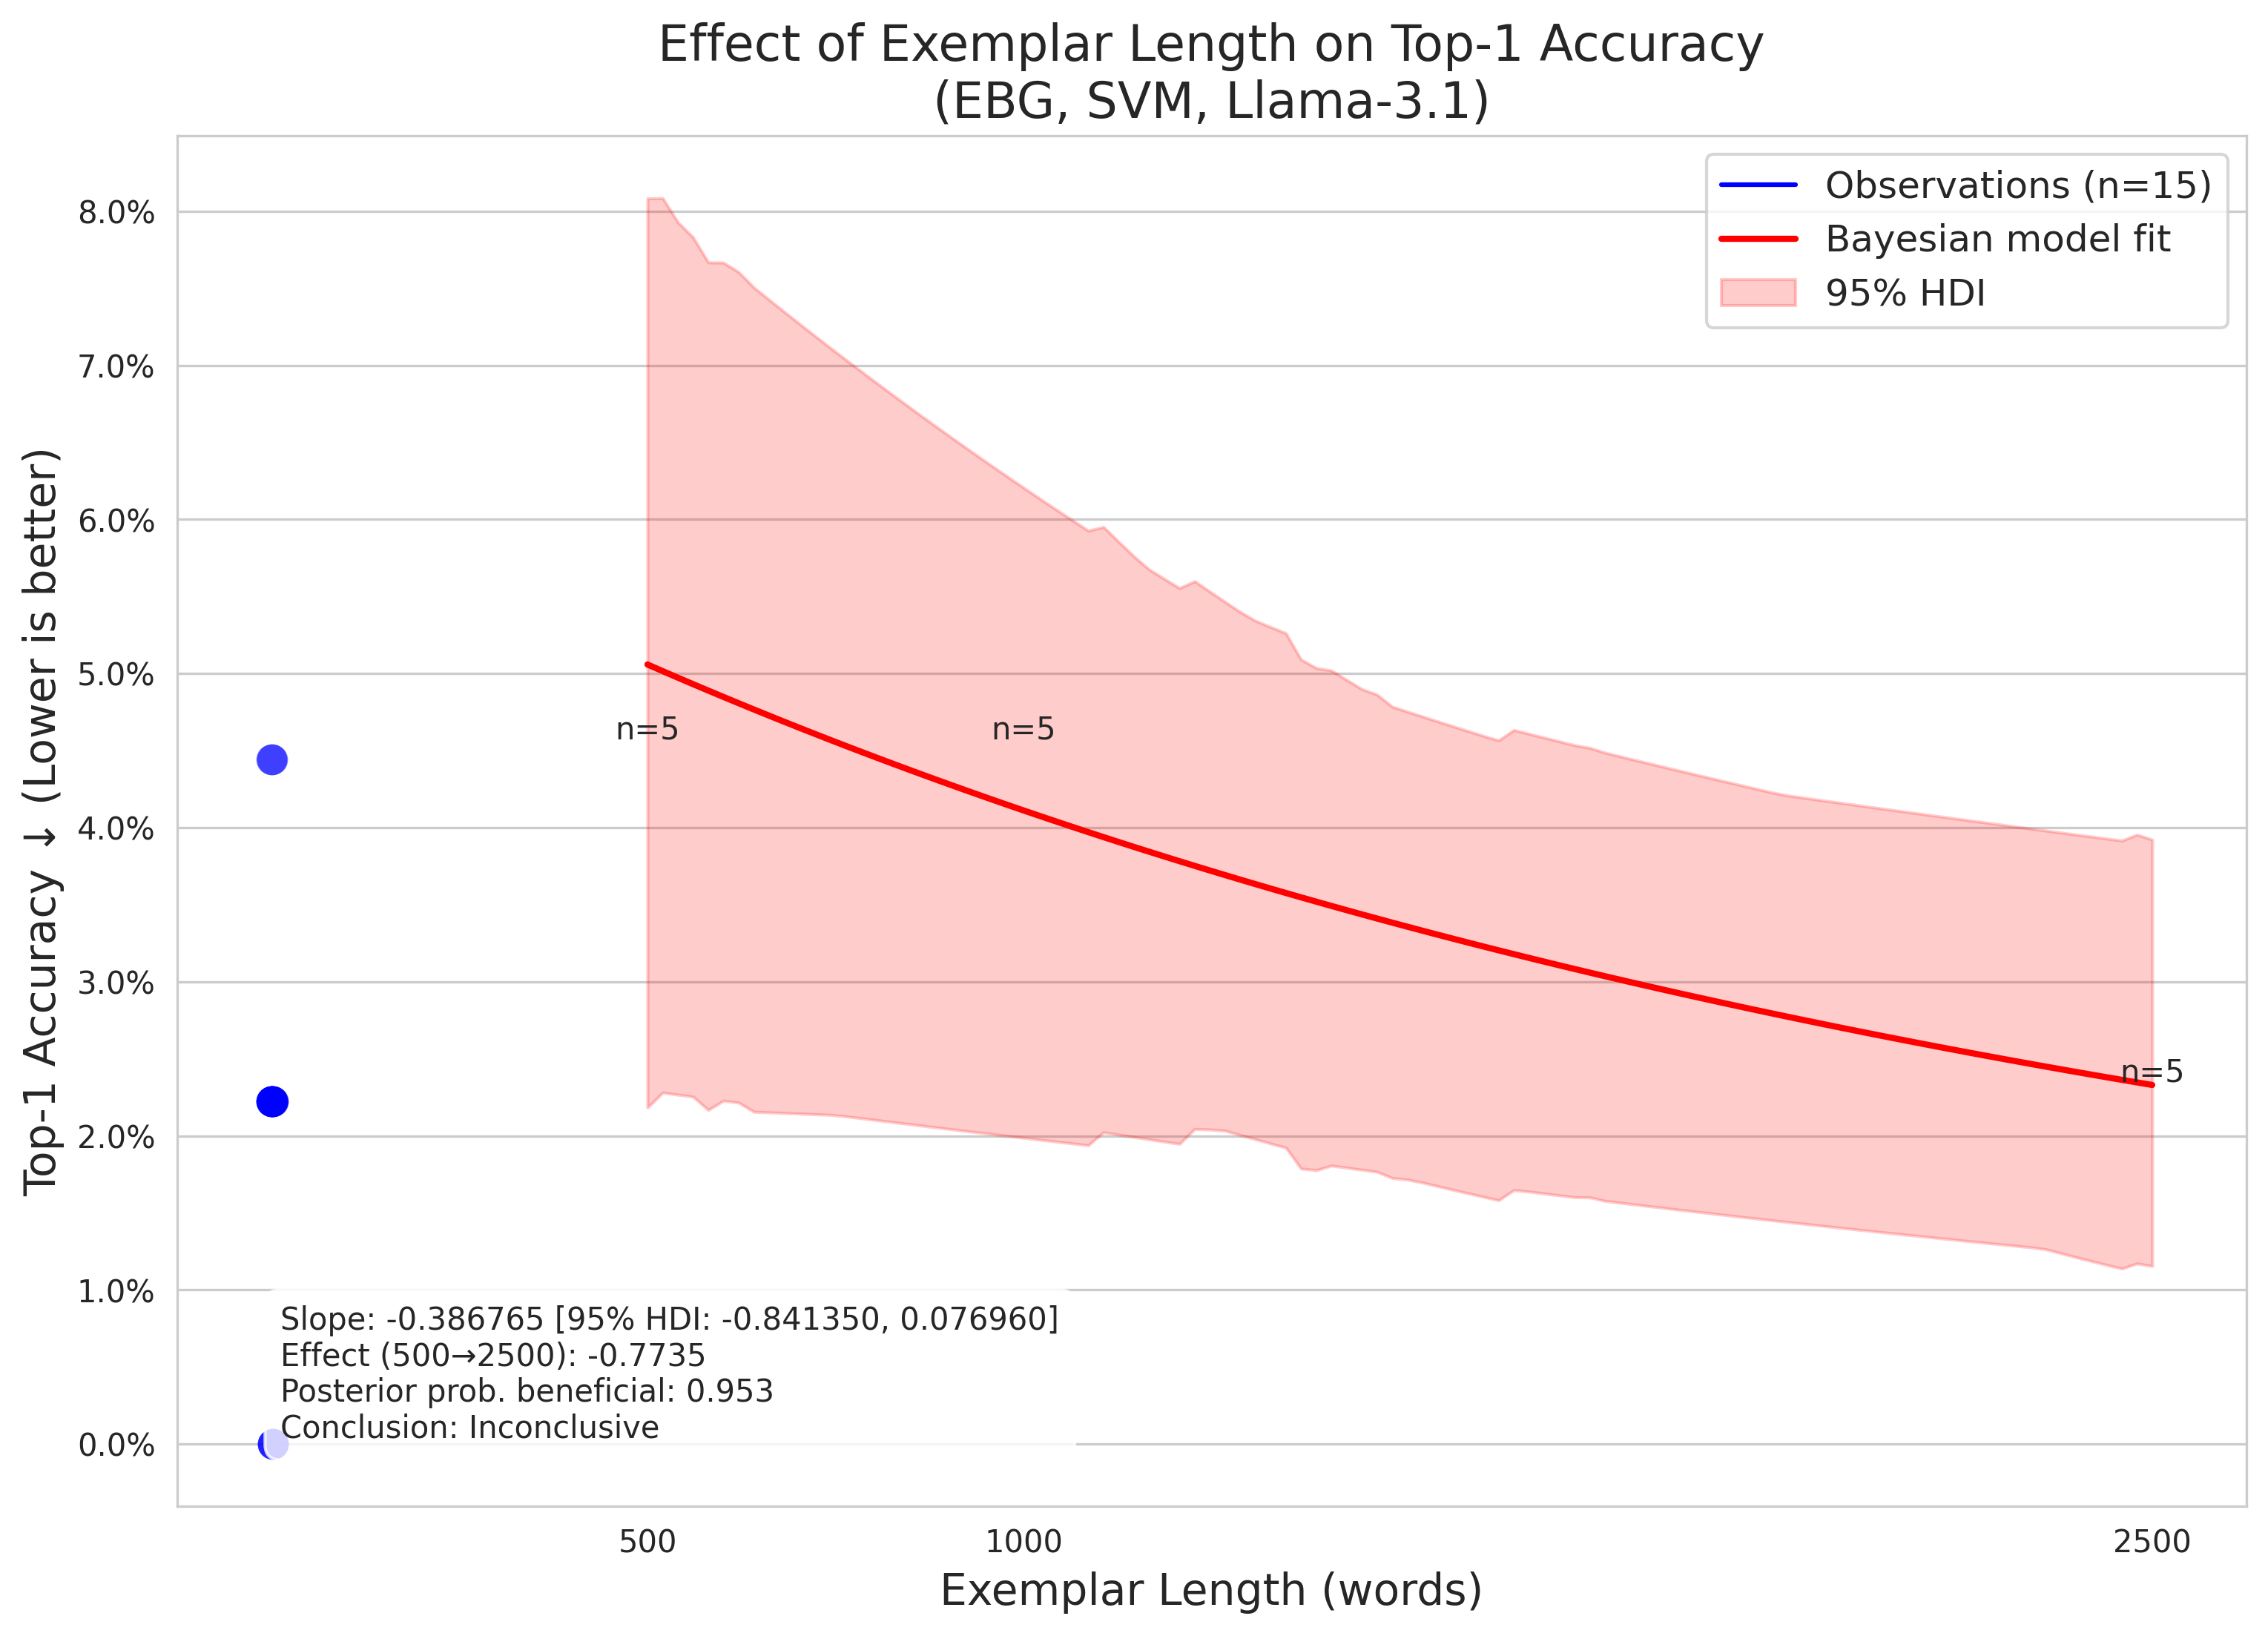 Effect of Exemplar Length on Top-1 Accuracy
(EBG, SVM, Llama-3.1)
Observations (n=15)
Bayesian model fit
95% HDI
Top-1 Accuracy ↓ (Lower is better)
8.0%
7.0%
6.0%
5.0%
4.0%
3.0%
2.0%
1.0%
0.0%
n=5
n=5
n=5
Slope: -0.386765 [95% HDI: -0.841350, 0.076960]
Effect (500→2500): -0.7735
Posterior prob. beneficial: 0.953
Conclusion: Inconclusive
500
1000
2500
Exemplar Length (words)